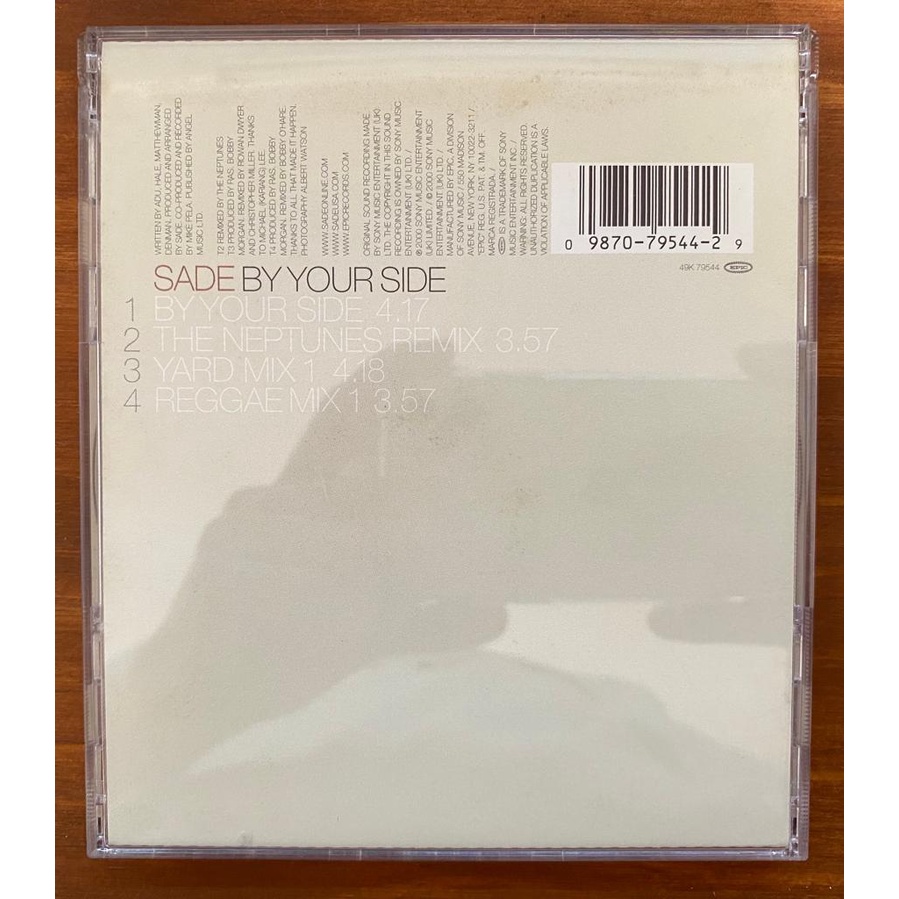 WRITTEN BY ADU, HALE, MATTHEWMAN,
DENMAN. PRODUCED AND ARRANGED
BY SADE. CO-PRODUCED AND RECORDED
BY MIKE PELA. PUBLISHED BY ANGEL
MUSIC LTD.
T2 REMIXED BY THE NEPTUNES
T3 PRODUCED BY RAS. BOBBY
MORGAN. REMIXED BY ROWAN DWYER
AND CHRISTOPHER MILLER. THANKS
TO MICHAEL (KARANG) LEE.
T4 PRODUCED BY RAS. BOBBY
MORGAN. REMIXED BY BOBBY O'HARE.
THANKS TO ALL THAT MADE IT HAPPEN.
PHOTOGRAPHY ALBERT WATSON
WWW.SADEONLINE.COM
WWW.SADEUSA.COM
WWW.EPICRECORDS.COM
ORIGINAL SOUND RECORDING MADE
BY SONY MUSIC ENTERTAINMENT (UK)
LTD. THE COPYRIGHT IN THIS SOUND
RECORDING IS OWNED BY SONY MUSIC
ENTERTAINMENT (UK) LTD. /
℗ 2000 SONY MUSIC ENTERTAINMENT
(UK) LIMITED / © 2000 SONY MUSIC
ENTERTAINMENT (UK) LTD. /
MANUFACTURED BY EPIC, A DIVISION
OF SONY MUSIC / 550 MADISON
AVENUE, NEW YORK, NY 10022-3211 /
"EPIC" REG. U.S. PAT. & TM. OFF.
MARCA REGISTRADA. /
IS A TRADEMARK OF SONY
MUSIC ENTERTAINMENT INC. /
WARNING: ALL RIGHTS RESERVED.
UNAUTHORIZED DUPLICATION IS A
VIOLATION OF APPLICABLE LAWS.
0 9870-79544-2 9
49K 79544 EPIC
SADE BY YOUR SIDE
1 BY YOUR SIDE 4.17
2 THE NEPTUNES REMIX 3.57
3 YARD MIX 1 4.18
4 REGGAE MIX 1 3.57